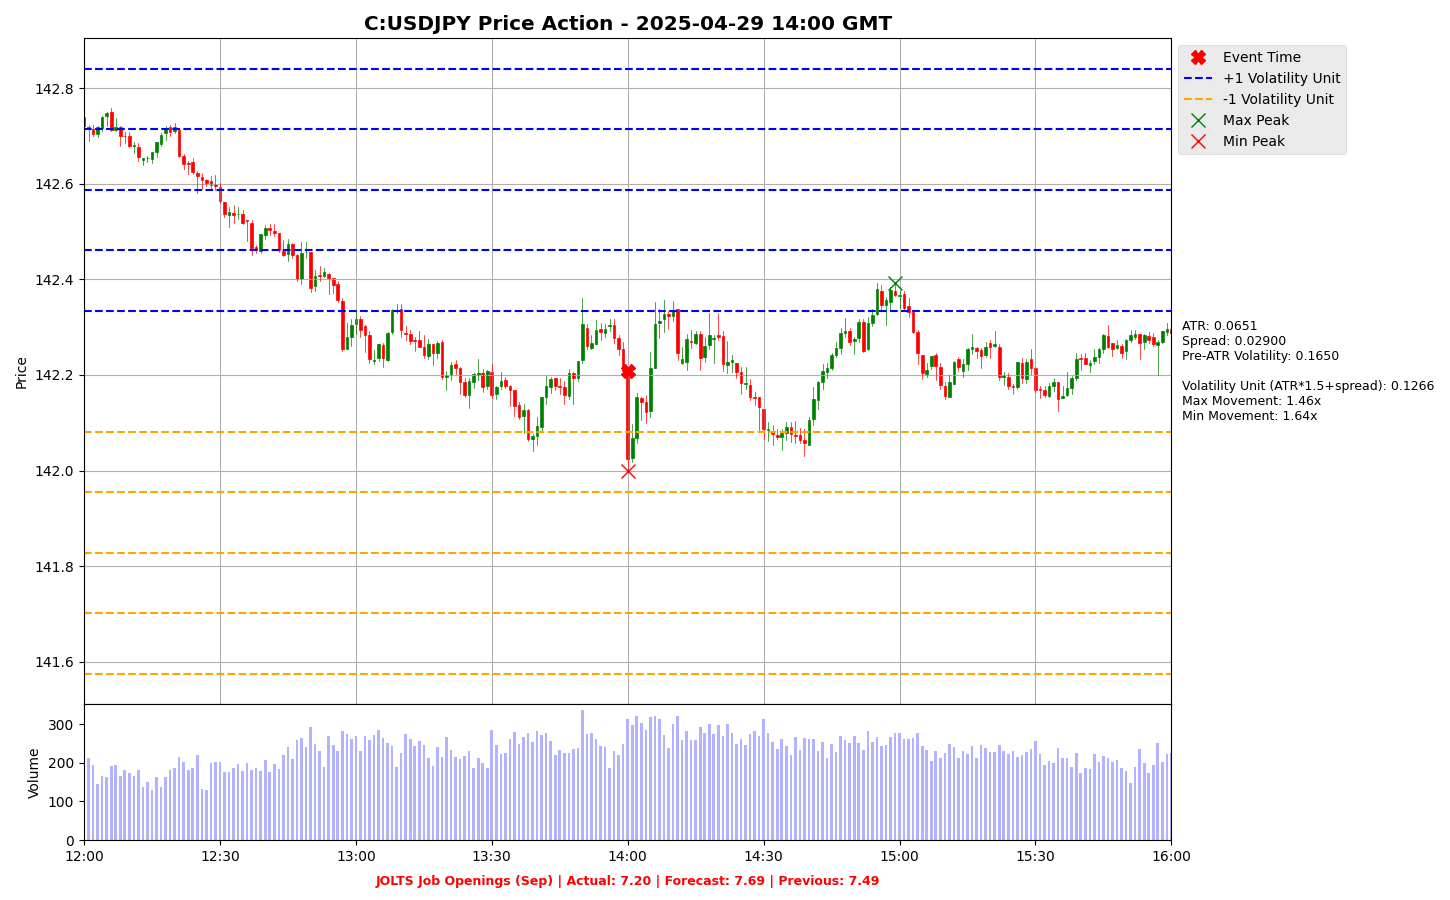 C:USDJPY Price Action - 2025-04-29 14:00 GMT
Event Time
+1 Volatility Unit
-1 Volatility Unit
Max Peak
Min Peak
Price
142.8
142.6
142.4
142.2
142.0
141.8
141.6
ATR: 0.0651
Spread: 0.02900
Pre-ATR Volatility: 0.1650
Volatility Unit (ATR*1.5+spread): 0.1266
Max Movement: 1.46x
Min Movement: 1.64x
Volume
300
200
100
0
12:00 12:30 13:00 13:30 14:00 14:30 15:00 15:30 16:00
JOLTS Job Openings (Sep) | Actual: 7.20 | Forecast: 7.69 | Previous: 7.49